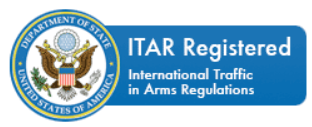 DEPARTMENT OF STATE
UNITED STATES OF AMERICA
ITAR Registered
International Traffic
in Arms Regulations